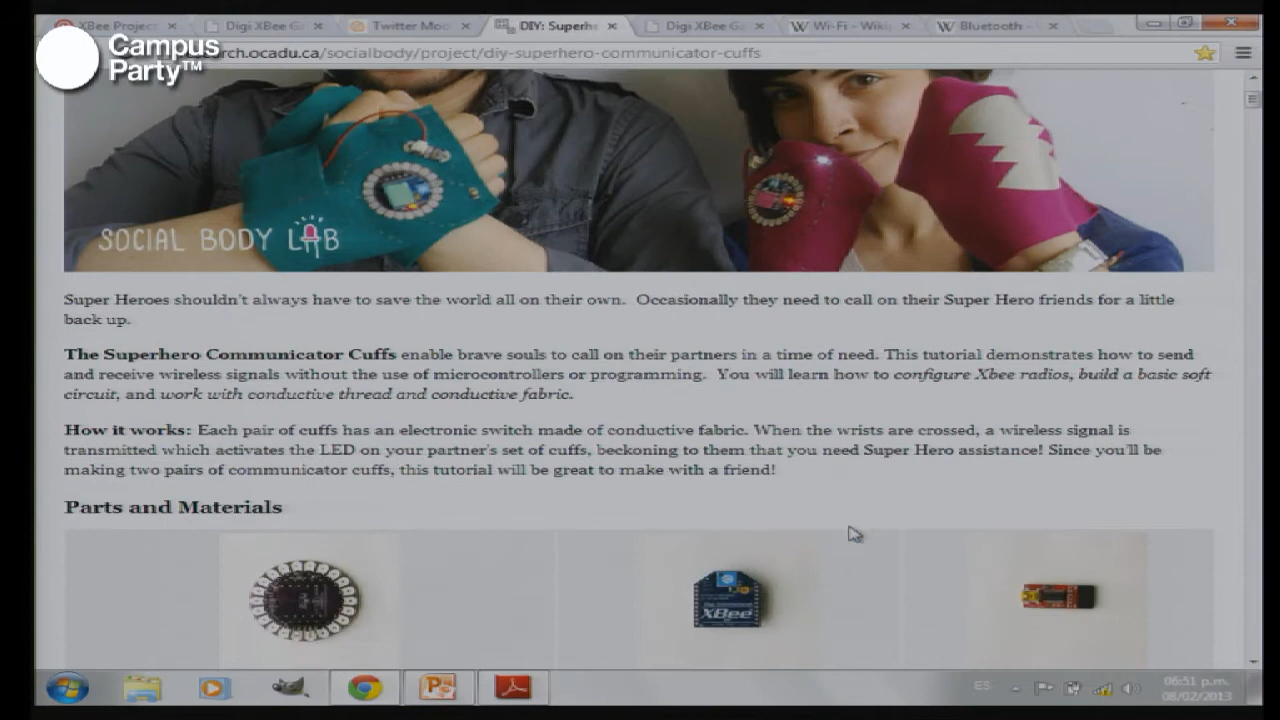 XBee Project
Digi XBee
Twitter
DIY: Superhe
Digi XBee
Wi-Fi - Wiki
Bluetooth -
Campus
Party™
rch.ocadu.ca/socialbody/project/diy-superhero-communicator-cuffs
SOCIAL BODY LAB
Super Heroes shouldn't always have to save the world all on their own. Occasionally they need to call on their Super Hero friends for a little
back up.
The Superhero Communicator Cuffs enable brave souls to call on their partners in a time of need. This tutorial demonstrates how to send
and receive wireless signals without the use of microcontrollers or programming. You will learn how to configure Xbee radios, build a basic soft
circuit, and work with conductive thread and conductive fabric.
How it works: Each pair of cuffs has an electronic switch made of conductive fabric. When the wrists are crossed, a wireless signal is
transmitted which activates the LED on your partner's set of cuffs, beckoning to them that you need Super Hero assistance! Since you'll be
making two pairs of communicator cuffs, this tutorial will be great to make with a friend!
Parts and Materials
XBee
ES
06:51 p.m.
08/02/2013